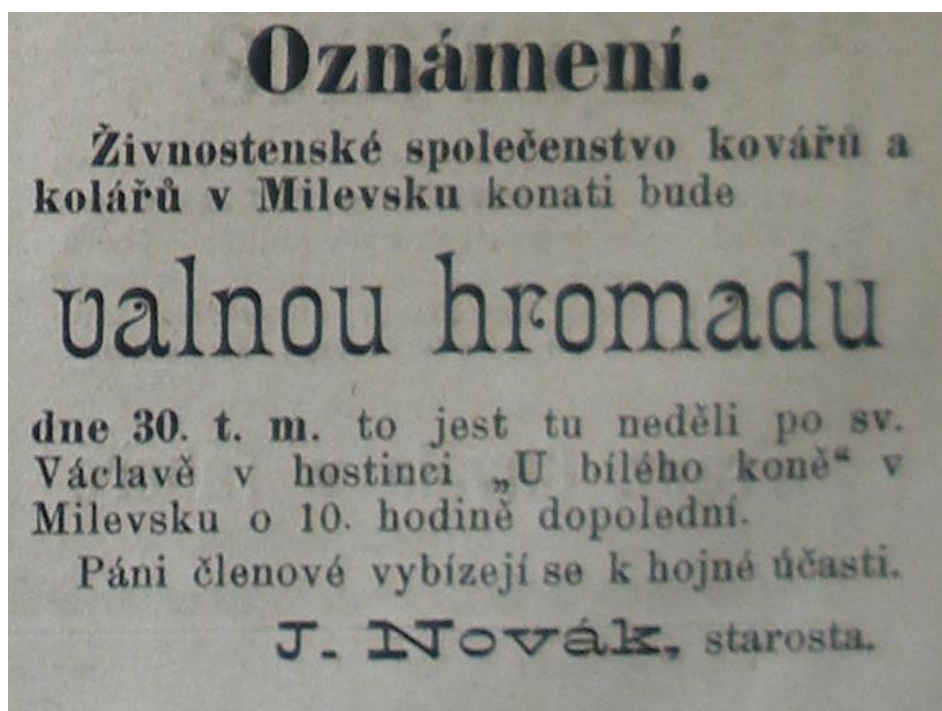 Oznámení.
Živnostenské společenstvo kovářů a
kolářů v Milevsku konati bude
valnou hromadu
dne 30. t. m. to jest tu neděli po sv.
Václavě v hostinci „U bílého koně“ v
Milevsku o 10. hodině dopolední.
Páni členové vybízejí se k hojné účasti.
J. Novák, starosta.